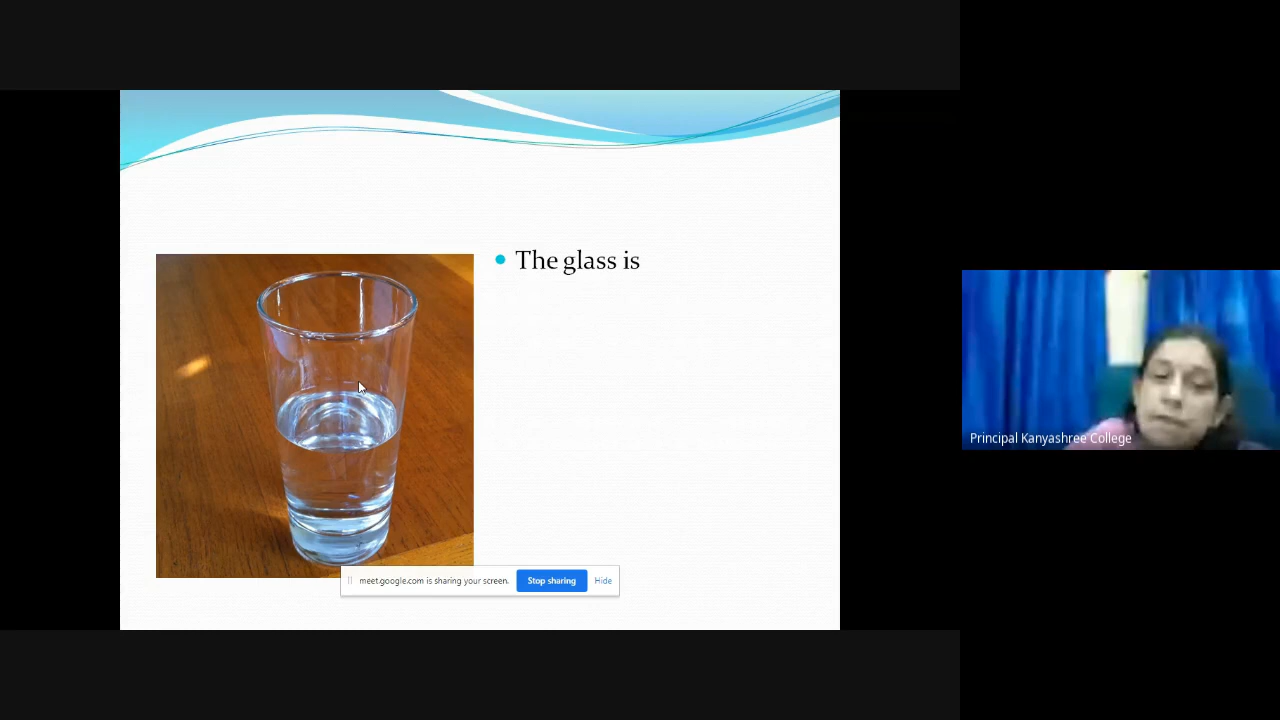 The glass is
meet.google.com is sharing your screen.
Stop sharing
Hide
Principal Kanyashree College